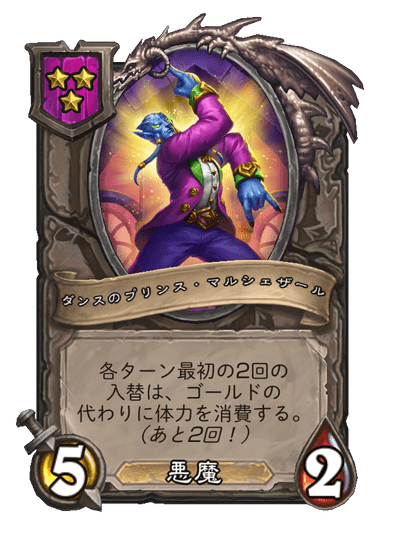 ダンスのプリンス・マルシェザール
各ターン最初の2回の
入替は、ゴールドの
代わりに体力を消費する。
(あと2回！)
5
悪魔
2